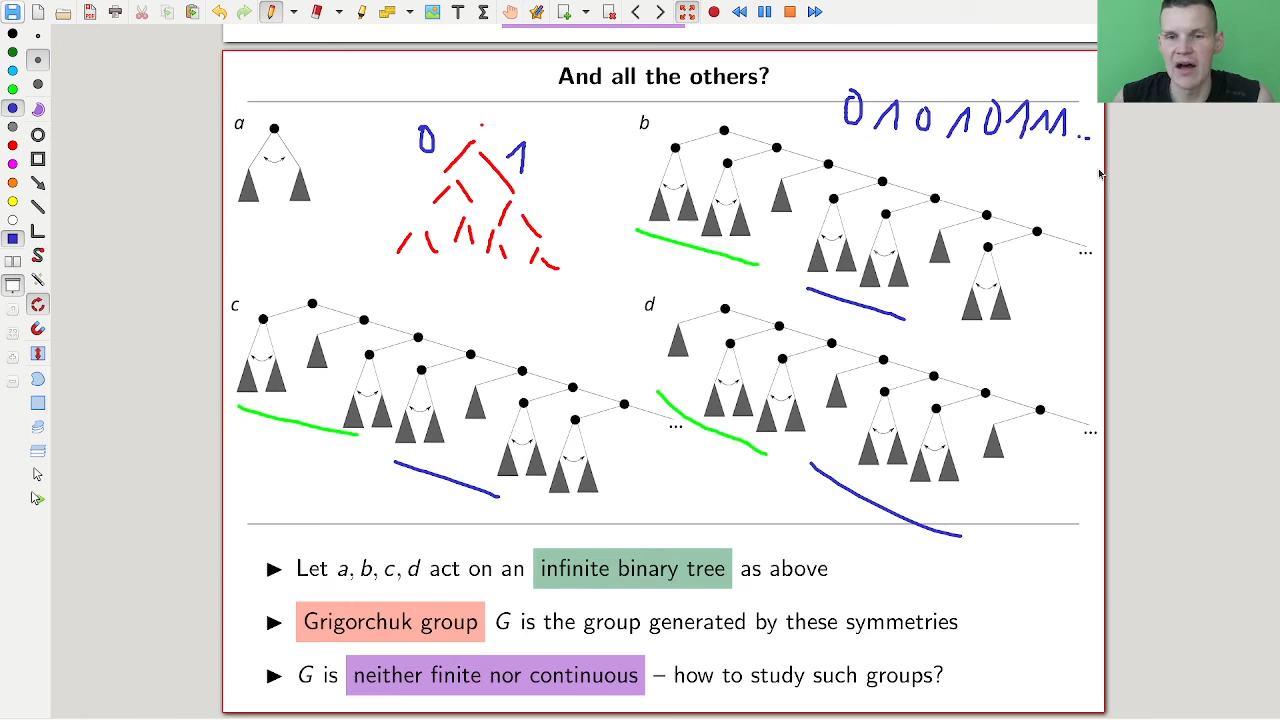 And all the others?
0 1 0 1 0 1 1 1 ...
a
0 1
b
...
c
...
d
...
► Let a, b, c, d act on an infinite binary tree as above
► Grigorchuk group G is the group generated by these symmetries
► G is neither finite nor continuous – how to study such groups?